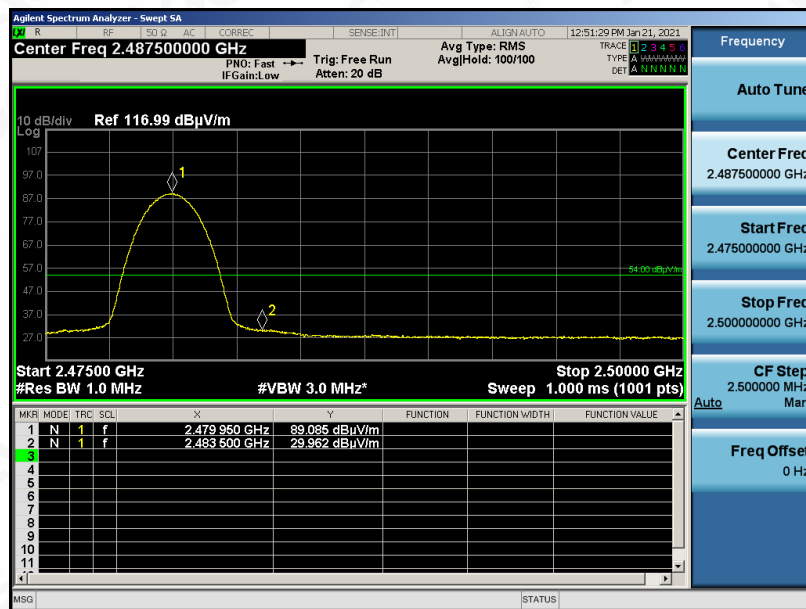 Agilent Spectrum Analyzer - Swept SA
LXI R RF 50 Ω AC CORREC SENSE:INT ALIGN AUTO 12:51:29 PM Jan 21, 2021
Center Freq 2.487500000 GHz
PNO: Fast
IFGain:Low
Trig: Free Run
Atten: 20 dB
Avg Type: RMS
Avg|Hold: 100/100
TRACE 1 2 3 4 5 6
TYPE A WWWWW
DET A N N N N N
10 dB/div Ref 116.99 dBµV/m
Log
107
97.0
87.0
77.0
67.0
57.0
47.0
37.0
27.0
1
2
54.00 dBµV/m
Start 2.47500 GHz Stop 2.50000 GHz
#Res BW 1.0 MHz #VBW 3.0 MHz* Sweep 1.000 ms (1001 pts)
MKR MODE TRC SCL X Y FUNCTION FUNCTION WIDTH FUNCTION VALUE
1 N 1 f 2.479 950 GHz 89.085 dBµV/m
2 N 1 f 2.483 500 GHz 29.962 dBµV/m
3
4
5
6
7
8
9
10
11
MSG STATUS
Frequency
Auto Tune
Center Freq
2.487500000 GHz
Start Freq
2.475000000 GHz
Stop Freq
2.500000000 GHz
CF Step
2.500000 MHz
Auto Man
Freq Offset
0 Hz